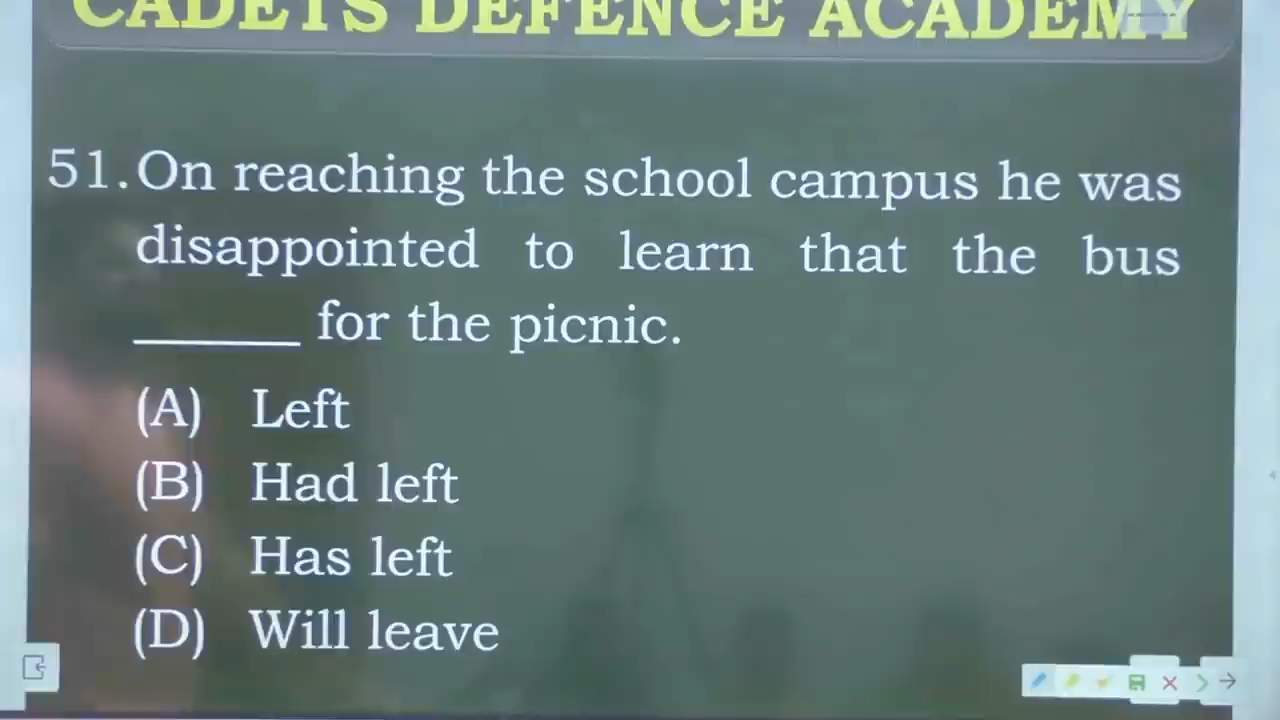 CADETS DEFENCE ACADEMY
51. On reaching the school campus he was
disappointed to learn that the bus
______ for the picnic.
(A) Left
(B) Had left
(C) Has left
(D) Will leave